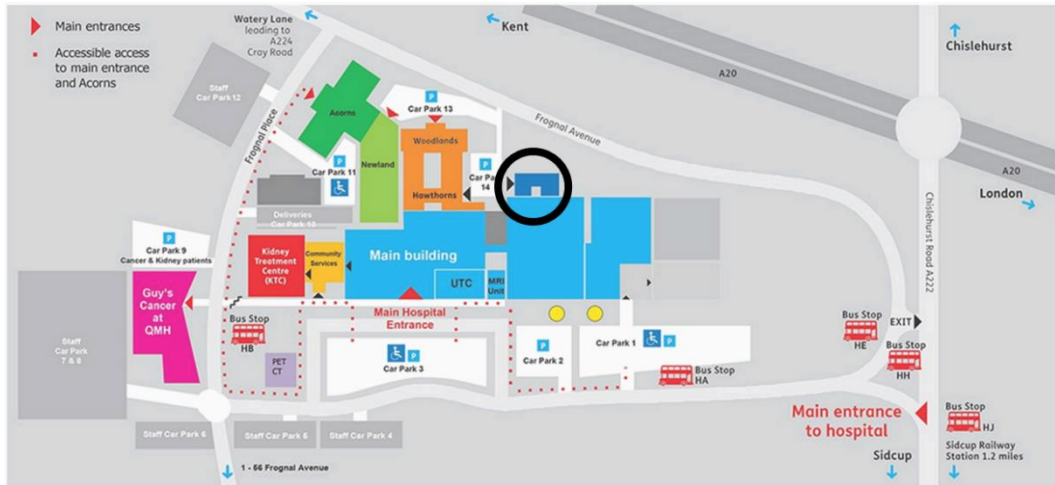 Main entrances
Accessible access
to main entrance
and Acorns
Watery Lane
leading to
A224
Cray Road
Kent
Chislehurst
A20
Staff
Car Park 12
Frognal Place
Acorns
P
Car Park 13
Frognal Avenue
Woodlands
Newland
P
Car Park 11
P
Car Pa
14
Hawthorns
A20
London
Deliveries
Car Park 10
P
Car Park 9
Cancer & Kidney patients
Kidney
Treatment
Centre
(KTC)
Community
Services
Main building
UTC
MRI
Unit
Chislehurst Road A222
Guy's
Cancer
at
QMH
Main Hospital
Entrance
Bus Stop
HB
Staff
Car Park
7 & 8
PET
CT
P
Car Park 3
P
Car Park 2
Car Park 1
P
Bus Stop
HA
Bus Stop
HE
EXIT
Bus Stop
HH
Main entrance
to hospital
Bus Stop
HJ
Sidcup Railway
Station 1.2 miles
Sidcup
Staff Car Park 6
Staff Car Park 5
Staff Car Park 4
1 - 66 Frognal Avenue